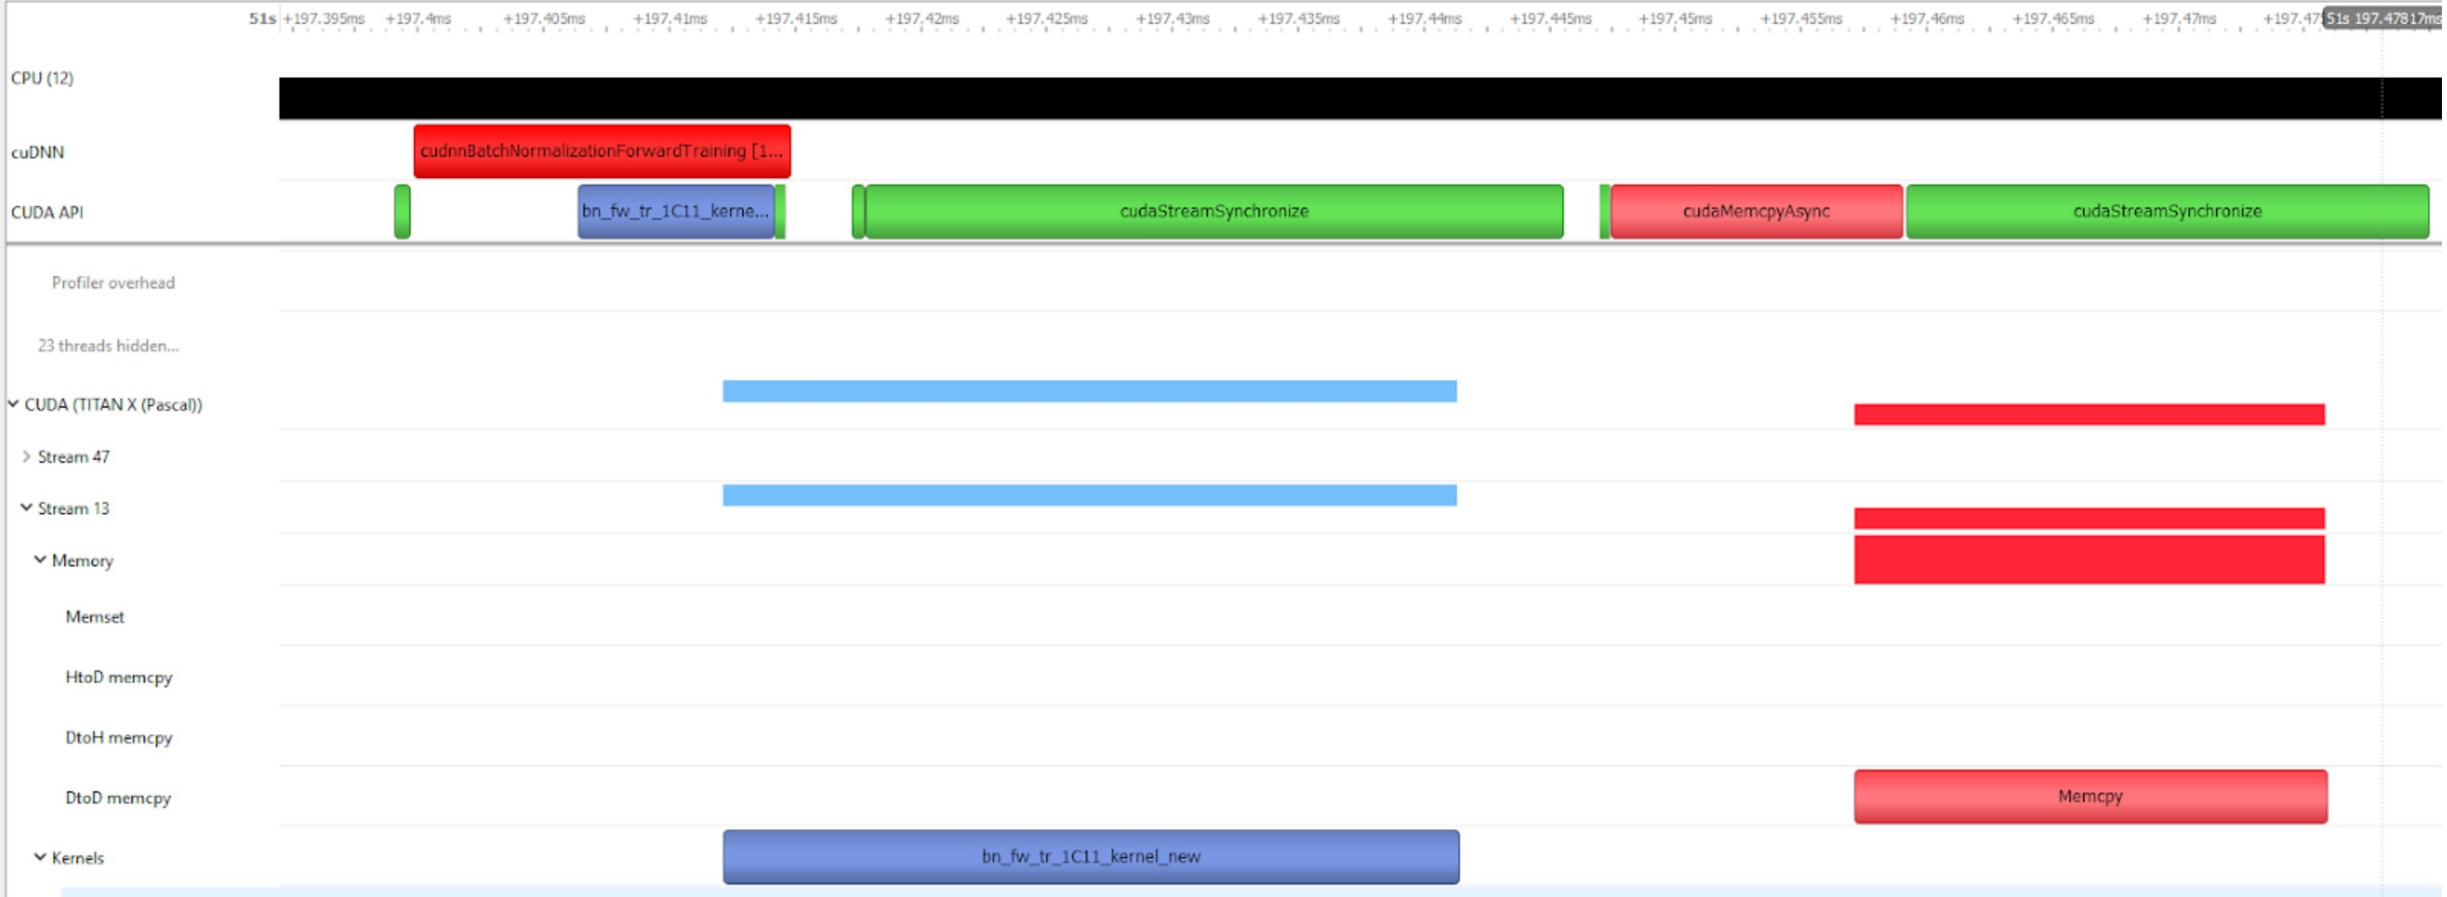 51s +197.395ms +197.4ms +197.405ms +197.41ms +197.415ms +197.42ms +197.425ms +197.43ms +197.435ms +197.44ms +197.445ms +197.45ms +197.455ms +197.46ms +197.465ms +197.47ms +197.47 51s 197.47817ms
CPU (12)
cuDNN cudnnBatchNormalizationForwardTraining [1...
CUDA API bn_fw_tr_1C11_kerne... cudaStreamSynchronize cudaMemcpyAsync cudaStreamSynchronize
Profiler overhead
23 threads hidden...
CUDA (TITAN X (Pascal))
Stream 47
Stream 13
Memory
Memset
HtoD memcpy
DtoH memcpy
DtoD memcpy Memcpy
Kernels bn_fw_tr_1C11_kernel_new